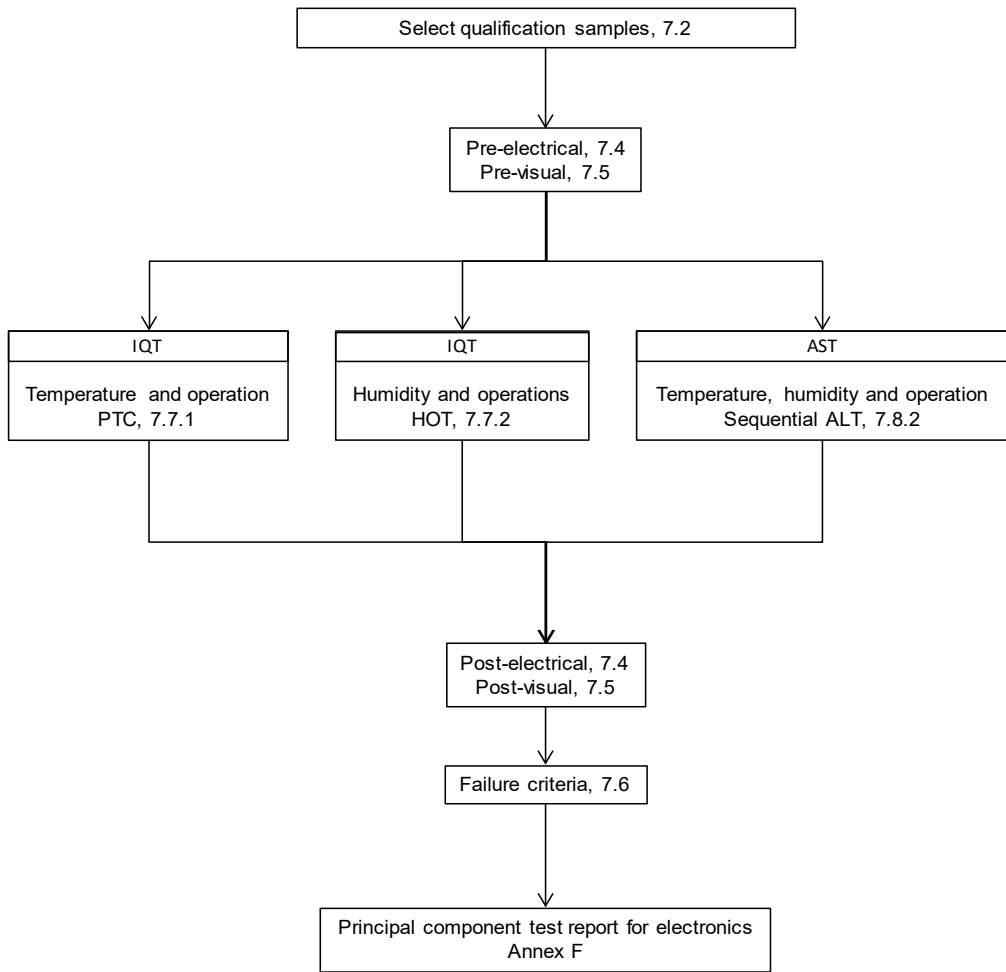 Select qualification samples, 7.2
Pre-electrical, 7.4
Pre-visual, 7.5
IQT
Temperature and operation
PTC, 7.7.1
IQT
Humidity and operations
HOT, 7.7.2
AST
Temperature, humidity and operation
Sequential ALT, 7.8.2
Post-electrical, 7.4
Post-visual, 7.5
Failure criteria, 7.6
Principal component test report for electronics
Annex F